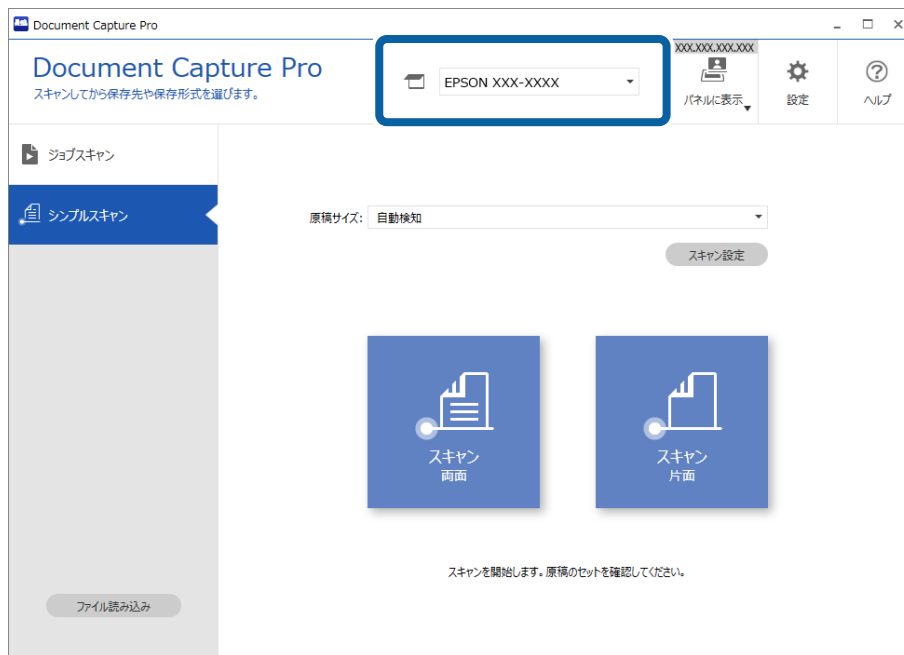 Document Capture Pro
Document Capture Pro
スキャンしてから保存先や保存形式を選びます。
EPSON XXX-XXXX
XXX.XXX.XXX.XXX
パネルに表示
設定
ヘルプ
ジョブスキャン
シンプルスキャン
原稿サイズ:
自動検知
スキャン設定
スキャン
両面
スキャン
片面
スキャンを開始します。原稿のセットを確認してください。
ファイル読み込み